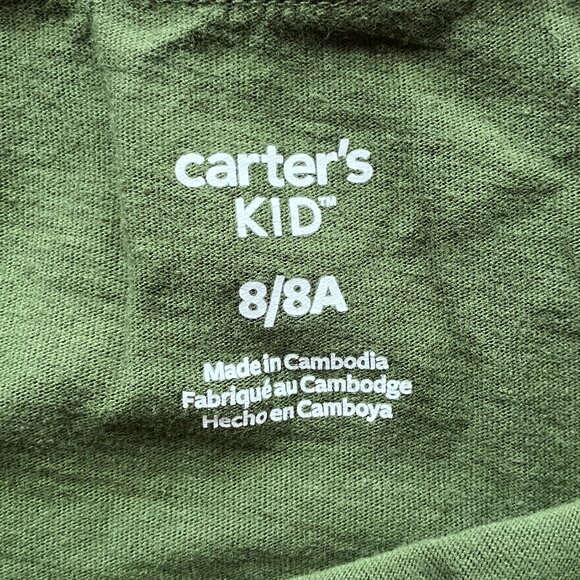 carter's
KID™
8/8A
Made in Cambodia
Fabriqué au Cambodge
Hecho en Camboya